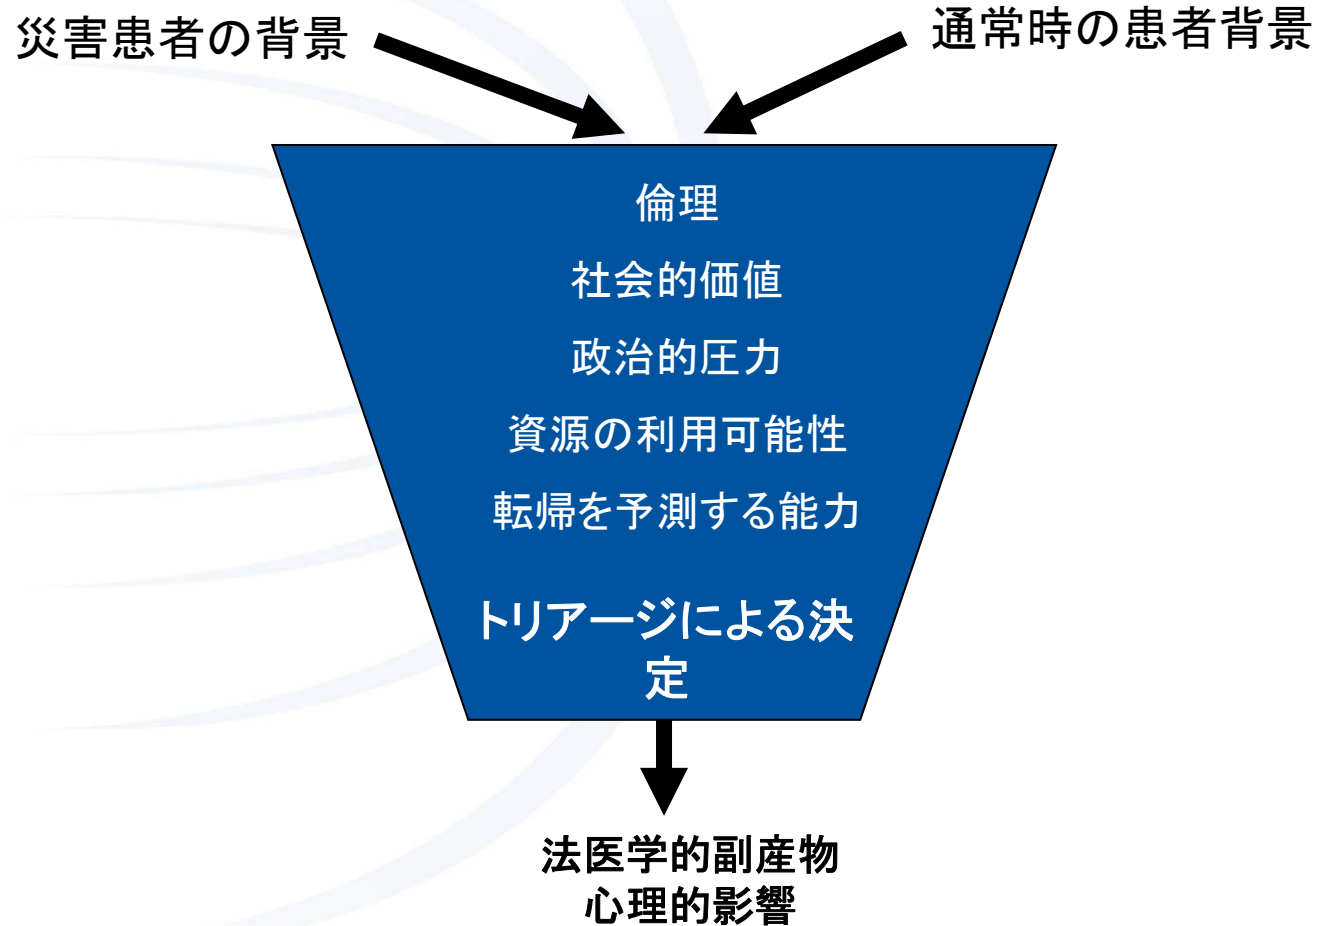 災害患者の背景
通常時の患者背景
倫理
社会的価値
政治的圧力
資源の利用可能性
転帰を予測する能力
トリアージによる決
定
法医学的副産物
心理的影響